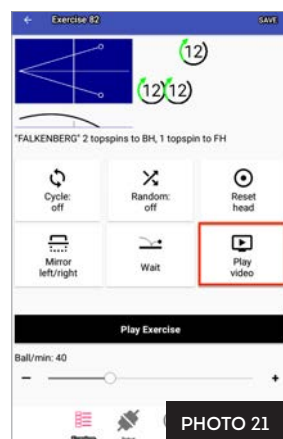 Exercise 82
SAVE
12
12 12
"FALKENBERG" 2 topspins to BH, 1 topspin to FH
Cycle:
off
Random:
off
Reset
head
Mirror
left/right
Wait
Play
video
Play Exercise
Ball/min: 40
PHOTO 21